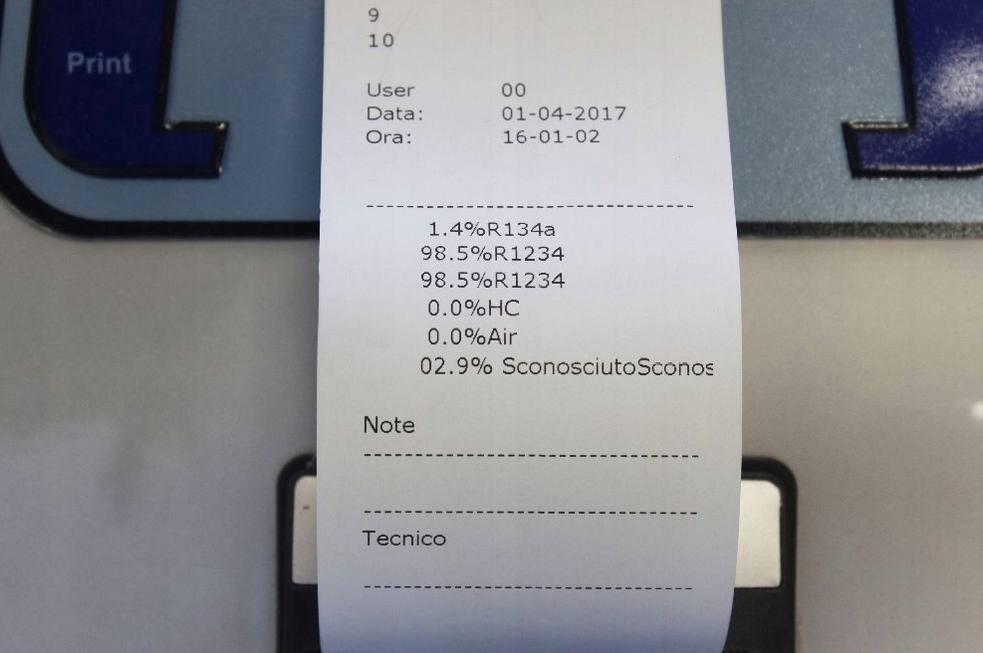 9
10
Print
User 00
Data: 01-04-2017
Ora: 16-01-02
1.4%R134a
98.5%R1234
98.5%R1234
0.0%HC
0.0%Air
02.9% SconosciutoSconos
Note
Tecnico